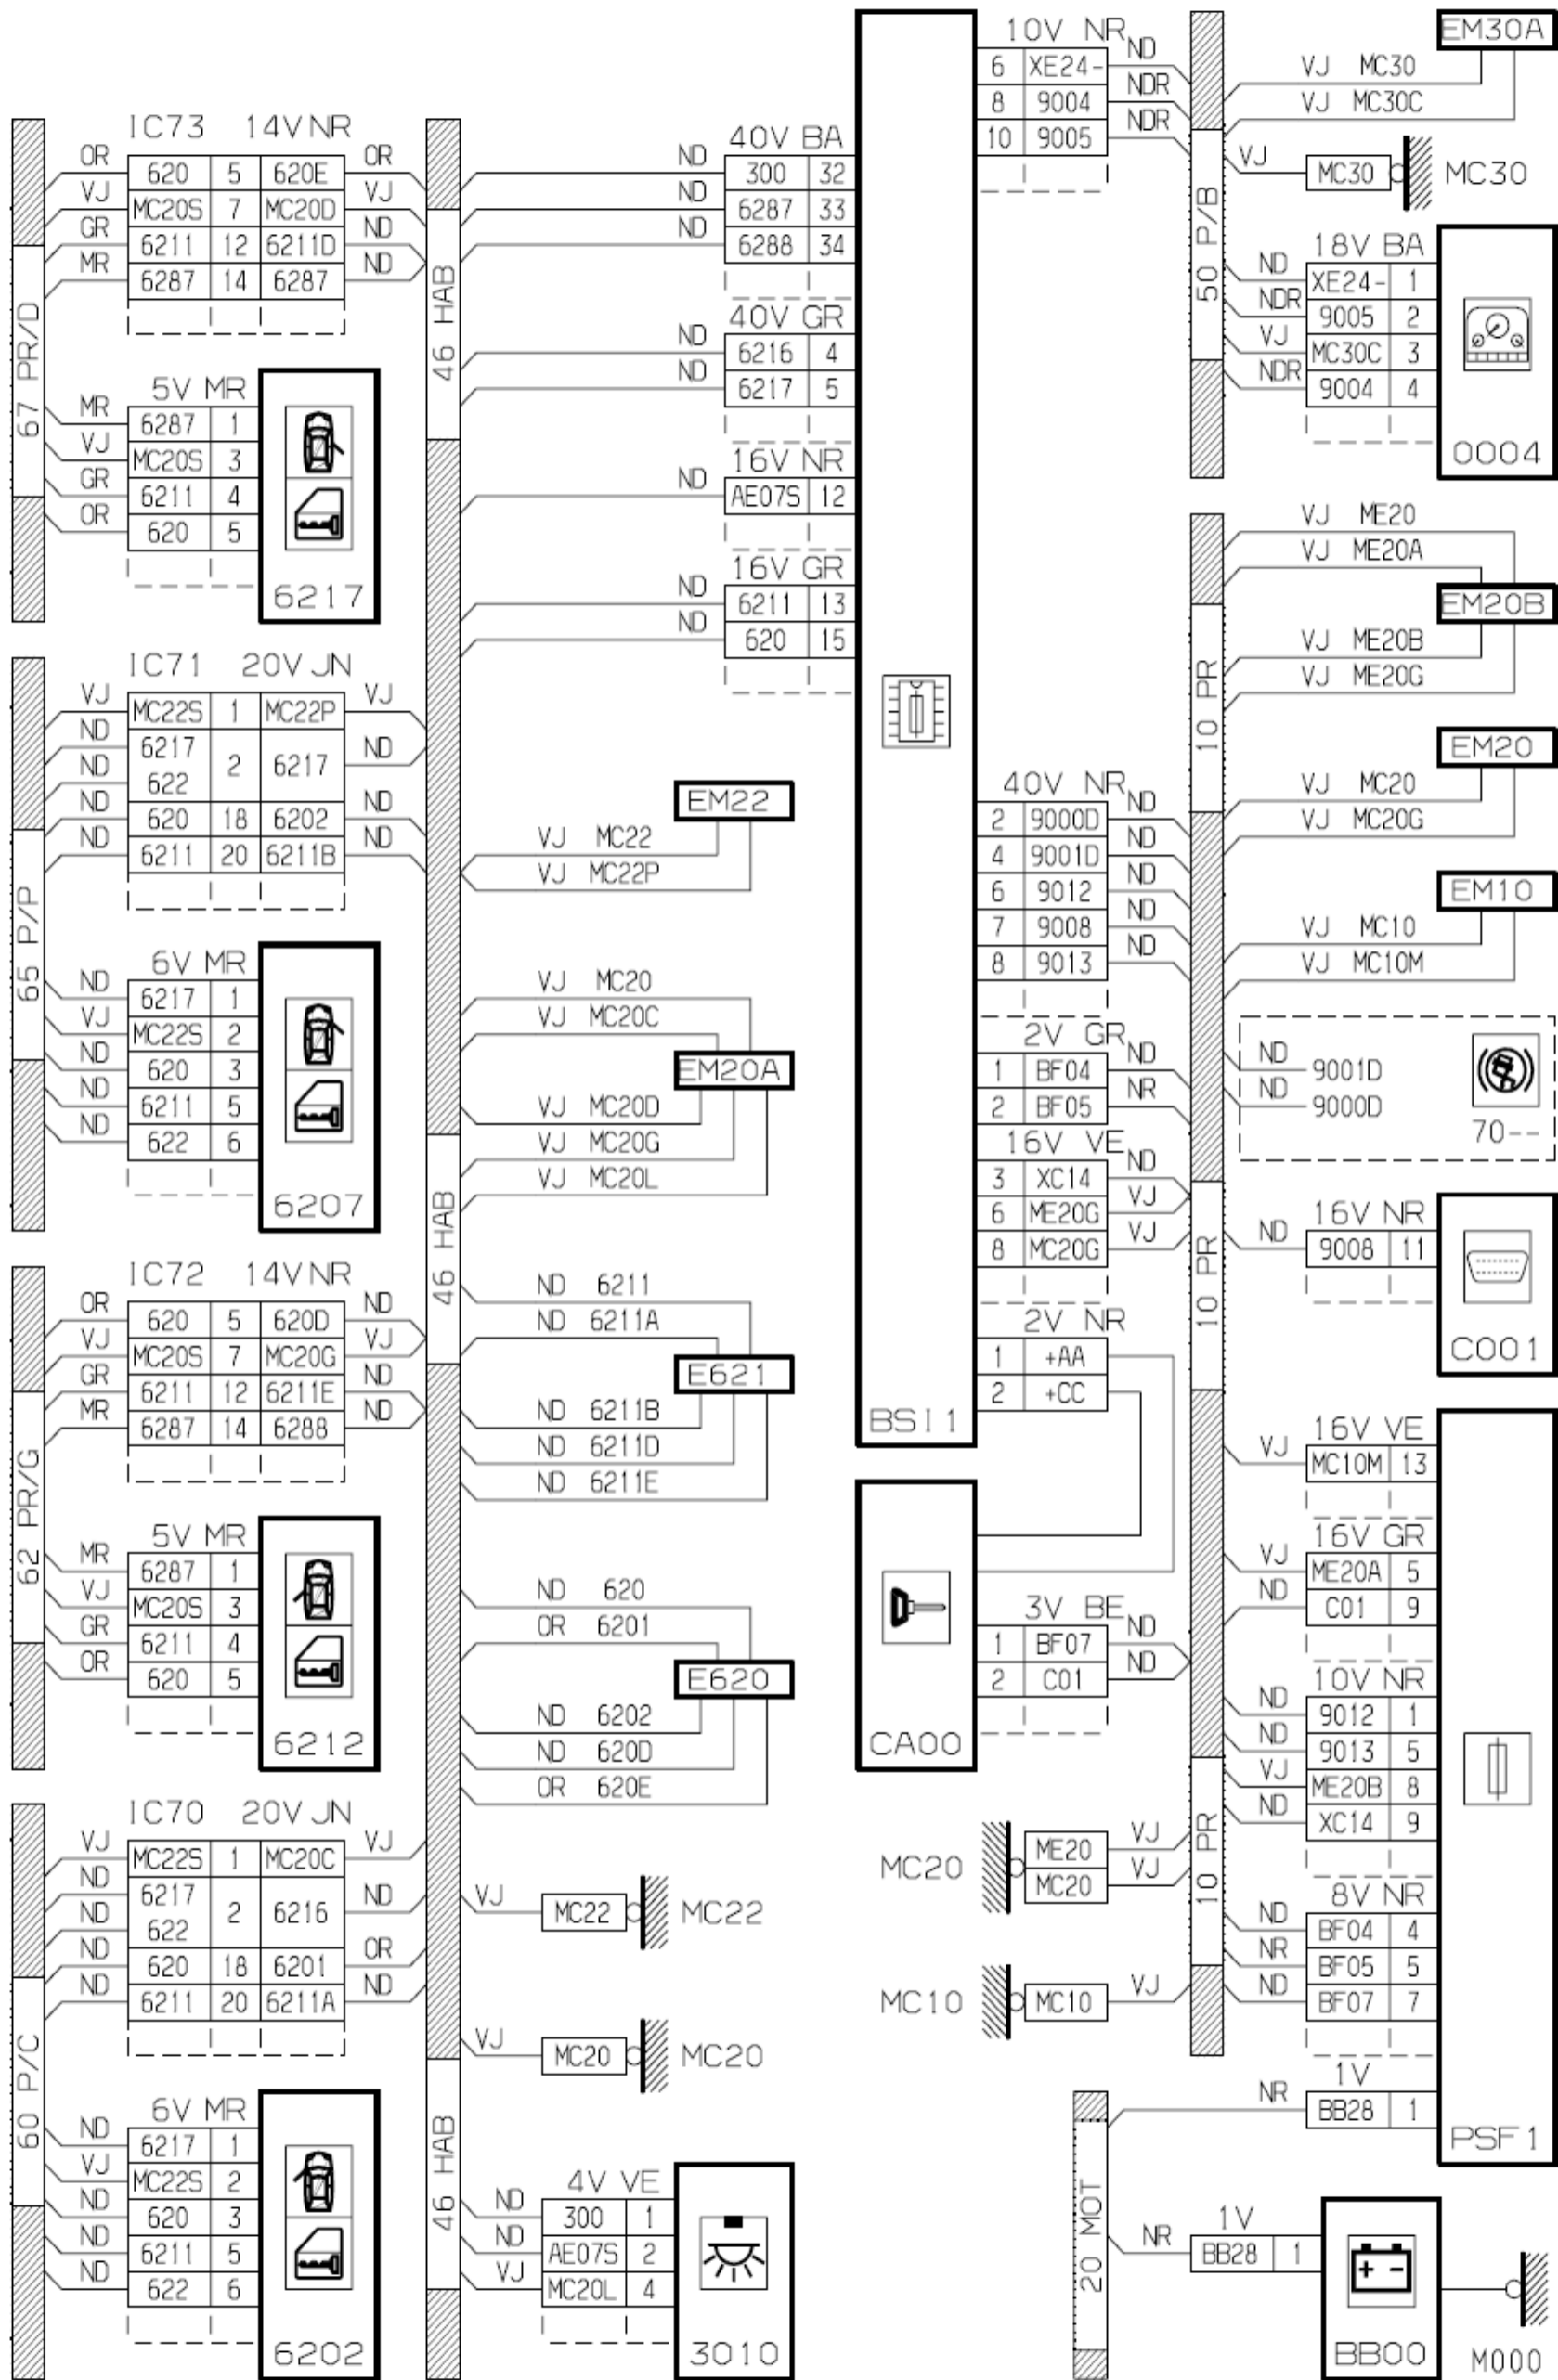 67 PR/D
IC73 14V NR
OR 620 5 620E OR
VJ MC20S 7 MC20D VJ
GR 6211 12 6211D ND
MR 6287 14 6287 ND
5V MR
MR 6287 1
VJ MC20S 3
GR 6211 4
OR 620 5
6217
65 P/P
IC71 20V JN
VJ MC22S 1 MC22P VJ
ND 6217 2 6217 ND
ND 622
ND 620 18 6202 ND
ND 6211 20 6211B ND
6V MR
ND 6217 1
VJ MC22S 2
ND 620 3
ND 6211 5
ND 622 6
6207
62 PR/G
IC72 14V NR
OR 620 5 620D ND
VJ MC20S 7 MC20G VJ
GR 6211 12 6211E ND
MR 6287 14 6288 ND
5V MR
MR 6287 1
VJ MC20S 3
GR 6211 4
OR 620 5
6212
60 P/C
IC70 20V JN
VJ MC22S 1 MC20C VJ
ND 6217 2 6216 ND
ND 622
ND 620 18 6201 OR
ND 6211 20 6211A ND
6V MR
ND 6217 1
VJ MC22S 2
ND 620 3
ND 6211 5
ND 622 6
6202
46 HAB
46 HAB
46 HAB
40V BA
ND 300 32
ND 6287 33
ND 6288 34
40V GR
ND 6216 4
ND 6217 5
16V NR
ND AE07S 12
16V GR
ND 6211 13
ND 620 15
EM22
VJ MC22
VJ MC22P
VJ MC20
VJ MC20C
EM20A
VJ MC20D
VJ MC20G
VJ MC20L
ND 6211
ND 6211A
E621
ND 6211B
ND 6211D
ND 6211E
ND 620
OR 6201
E620
ND 6202
ND 620D
OR 620E
VJ MC22 MC22
VJ MC20 MC20
4V VE
ND 300 1
ND AE07S 2
VJ MC20L 4
3010
BSI1
10V NR
6 XE24- ND
8 9004 NDR
10 9005 NDR
40V NR
2 9000D ND
4 9001D ND
6 9012 ND
7 9008 ND
8 9013 ND
2V GR
1 BF04 ND
2 BF05 NR
16V VE
3 XC14 ND
6 ME20G VJ
8 MC20G VJ
2V NR
1 +AA
2 +CC
CA00
3V BE
1 BF07 ND
2 C01 ND
MC20 ME20 VJ
MC20 VJ
MC10 MC10 VJ
50 P/B
10 PR
10 PR
10 PR
20 MOT
EM30A
VJ MC30
VJ MC30C
VJ MC30 MC30
18V BA
ND XE24- 1
NDR 9005 2
VJ MC30C 3
NDR 9004 4
0004
VJ ME20
VJ ME20A
EM20B
VJ ME20B
VJ ME20G
EM20
VJ MC20
VJ MC20G
EM10
VJ MC10
VJ MC10M
ND 9001D
ND 9000D
70--
16V NR
ND 9008 11
C001
16V VE
VJ MC10M 13
16V GR
VJ ME20A 5
ND C01 9
10V NR
ND 9012 1
ND 9013 5
VJ ME20B 8
ND XC14 9
8V NR
ND BF04 4
NR BF05 5
ND BF07 7
1V
NR BB28 1
PSF1
1V
NR BB28 1
+ -
BB00
M000